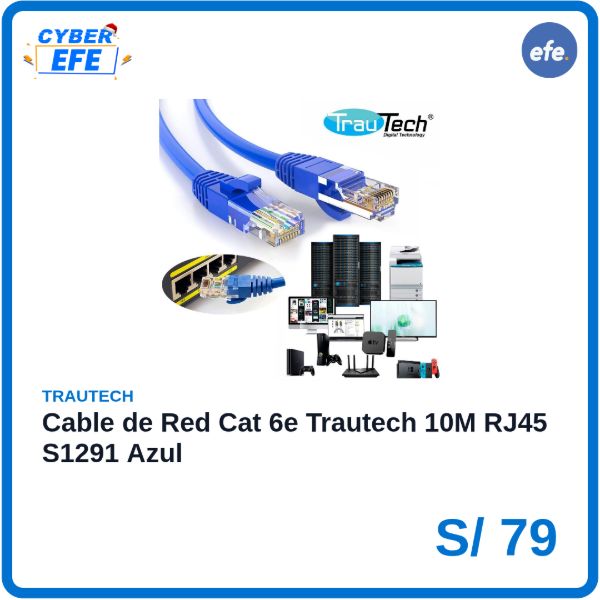 CYBER
EFE
efe.
TrauTech®
Digital Technology
TRAUTECH
Cable de Red Cat 6e Trautech 10M RJ45
S1291 Azul
S/ 79